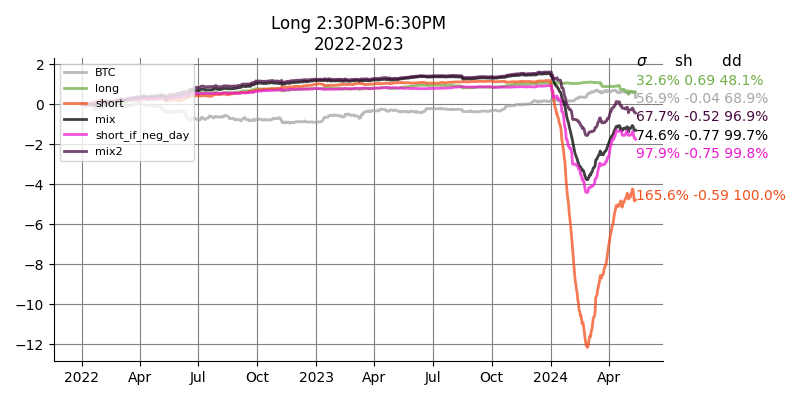 Long 2:30PM-6:30PM
2022-2023
σ sh dd
32.6% 0.69 48.1%
56.9% -0.04 68.9%
67.7% -0.52 96.9%
74.6% -0.77 99.7%
97.9% -0.75 99.8%
165.6% -0.59 100.0%
BTC
long
short
mix
short_if_neg_day
mix2
2
0
−2
−4
−6
−8
−10
−12
2022 Apr Jul Oct 2023 Apr Jul Oct 2024 Apr